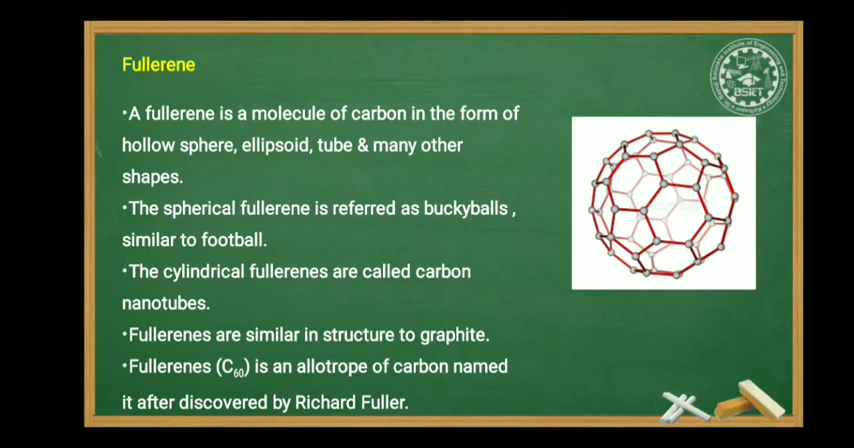 Fullerene
•A fullerene is a molecule of carbon in the form of
hollow sphere, ellipsoid, tube & many other
shapes.
•The spherical fullerene is referred as buckyballs ,
similar to football.
•The cylindrical fullerenes are called carbon
nanotubes.
•Fullerenes are similar in structure to graphite.
•Fullerenes (C₆₀) is an allotrope of carbon named
it after discovered by Richard Fuller.
BSIET